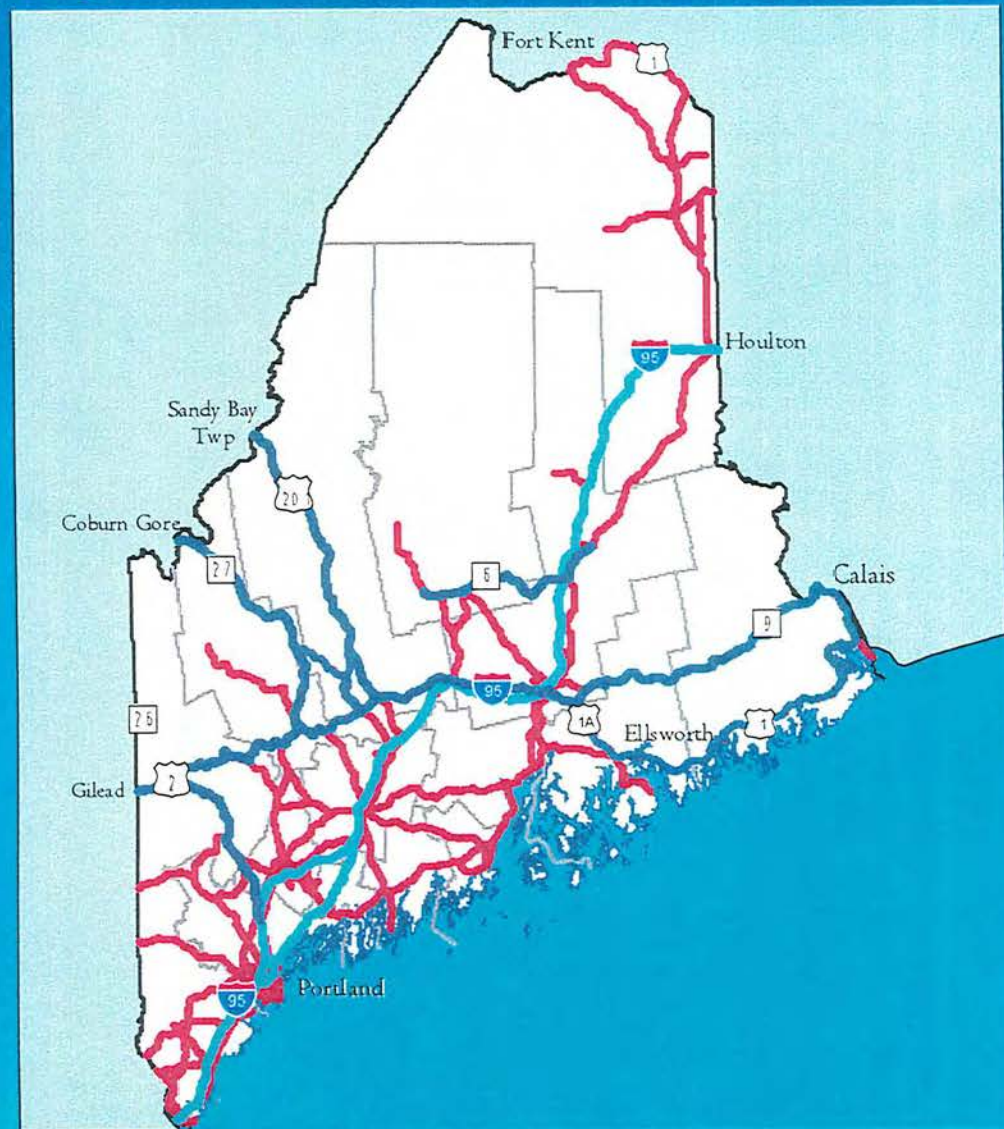 Fort Kent
1
95
Houlton
Sandy Bay
Twp
20
Coburn Gore
27
6
Calais
9
95
26
1A
Ellsworth
1
Gilead
2
Portland
95